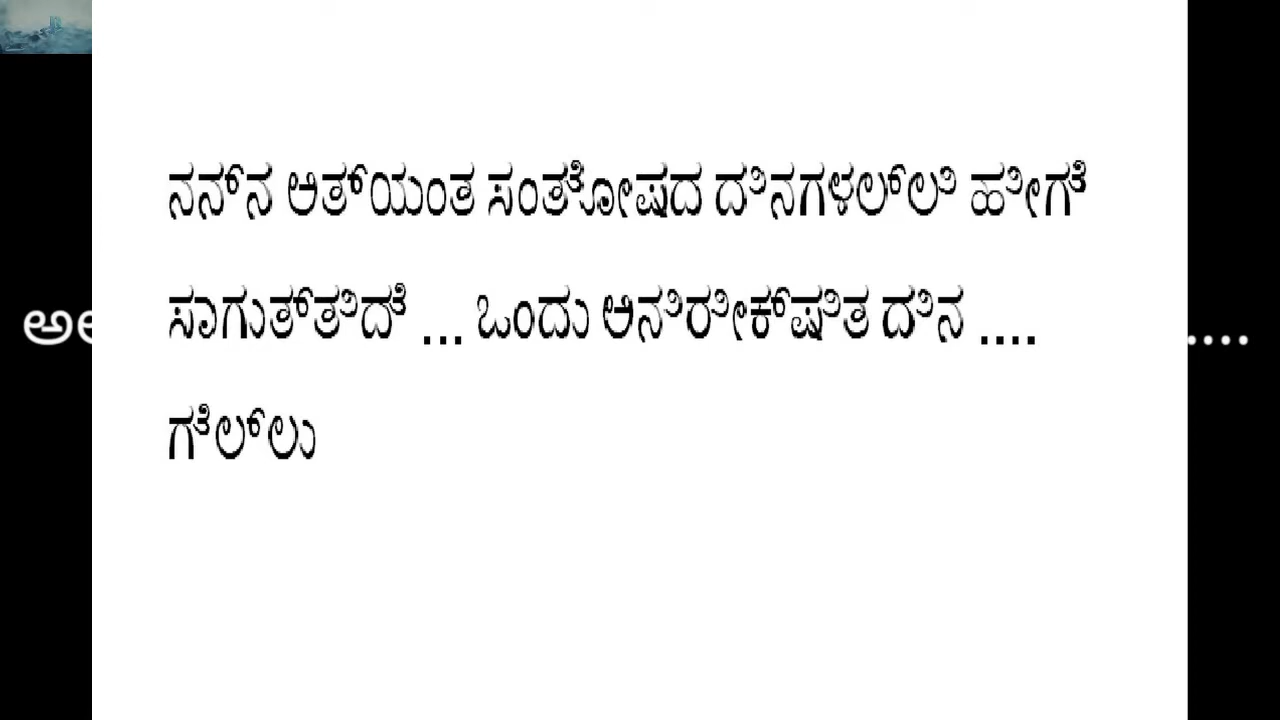 ನನ್ನ ಅತ್ಯಂತ ಸಂತೋಷದ ದಿನಗಳಲ್ಲಿ ಹೀಗೆ
ಸಾಗುತ್ತಿದೆ ... ಒಂದು ಅನಿರೀಕ್ಷಿತ ದಿನ ....
ಗೆಲ್ಲು